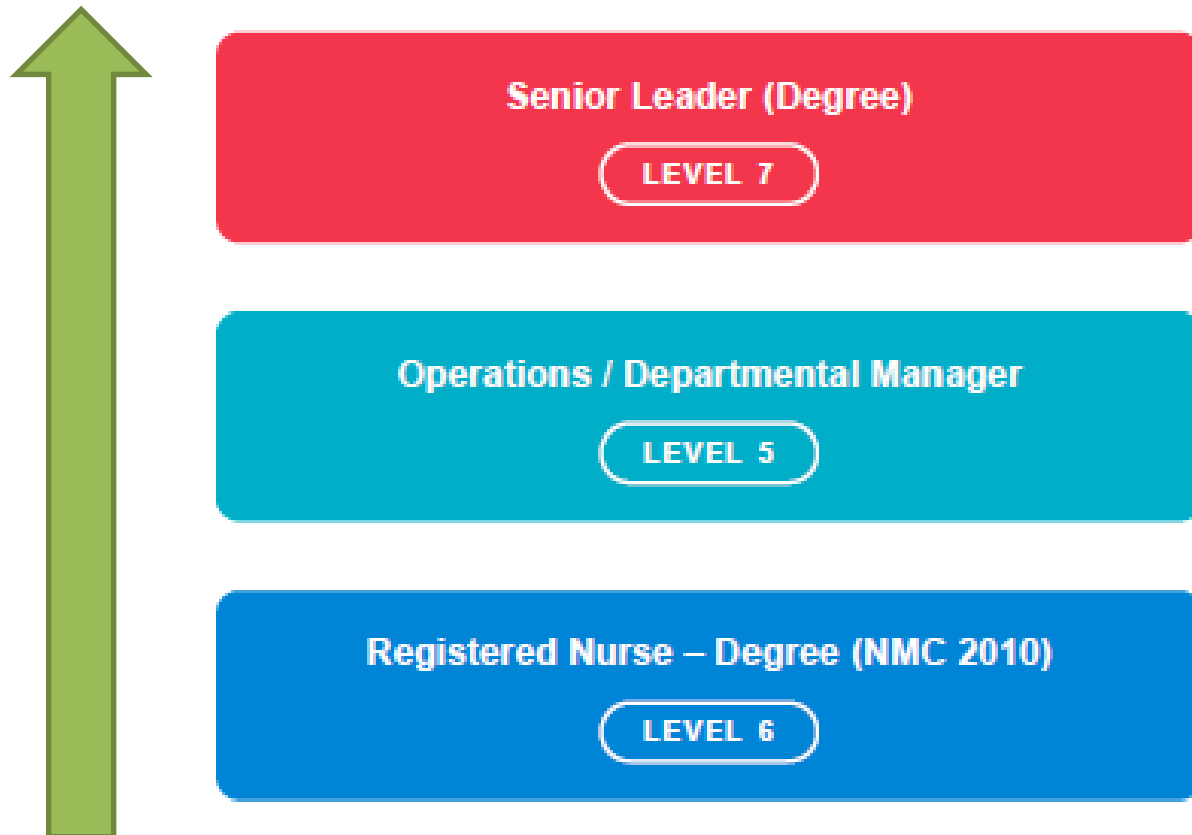 Senior Leader (Degree)
LEVEL 7
Operations / Departmental Manager
LEVEL 5
Registered Nurse – Degree (NMC 2010)
LEVEL 6